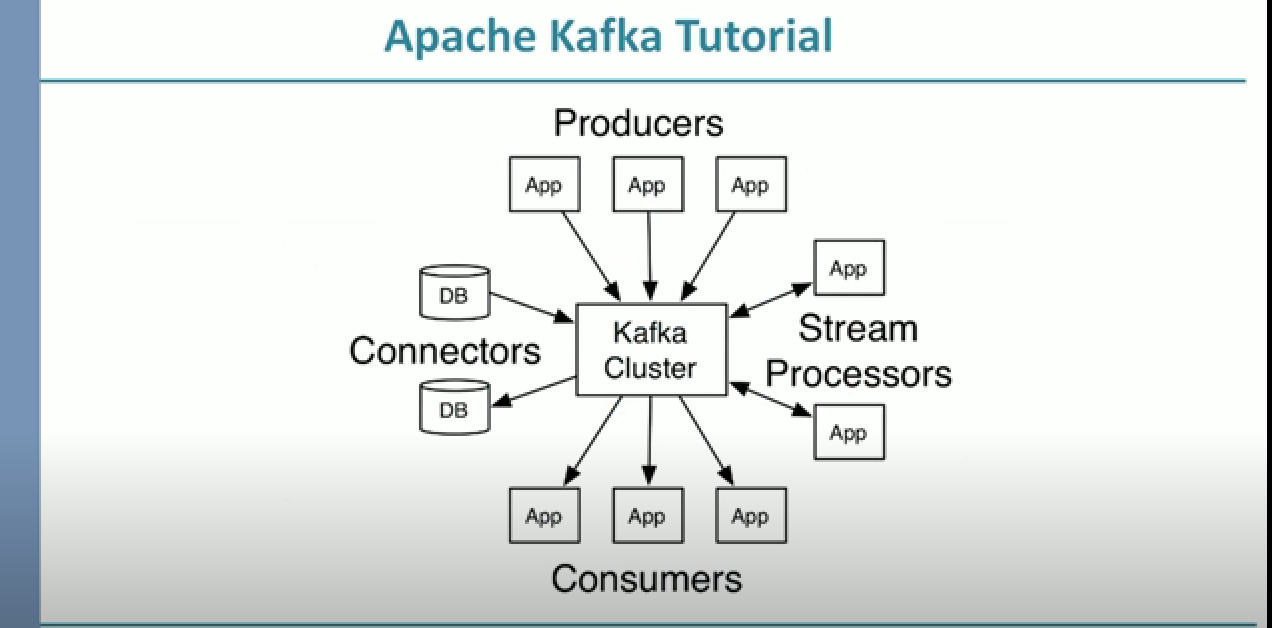 Apache Kafka Tutorial
Producers
App
App
App
App
DB
Kafka
Cluster
Stream
Processors
Connectors
DB
App
App
App
App
Consumers